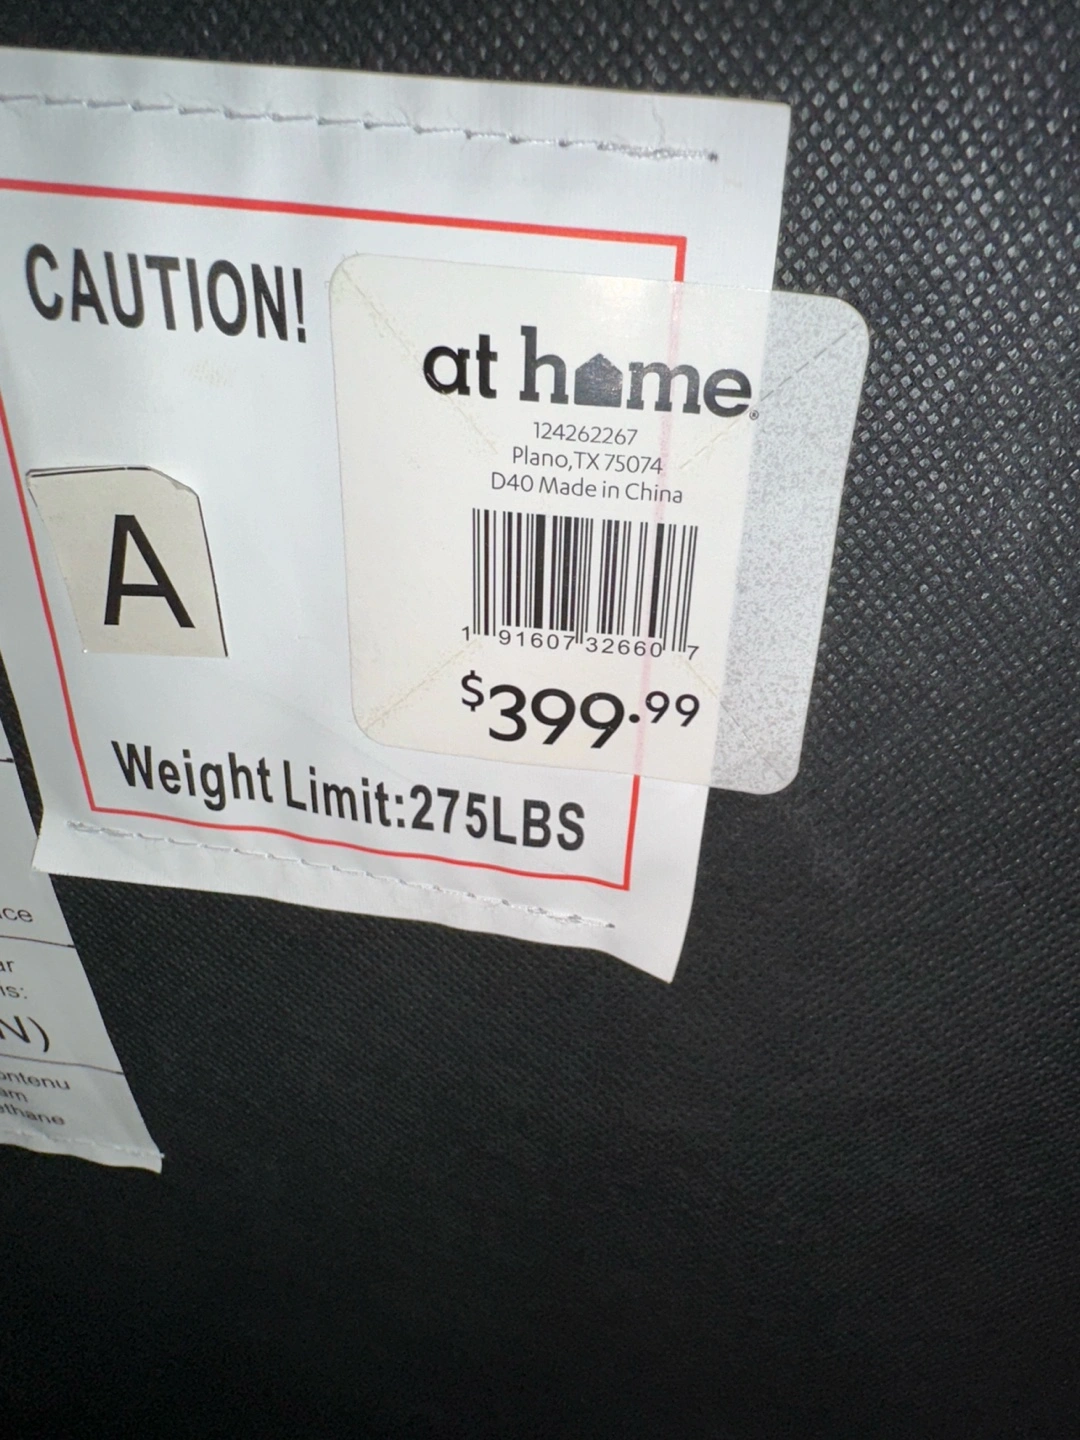 CAUTION!
at home®
124262267
Plano, TX 75074
D40 Made in China
1 91607 32660 7
$399.99
A
Weight Limit:275LBS
N)